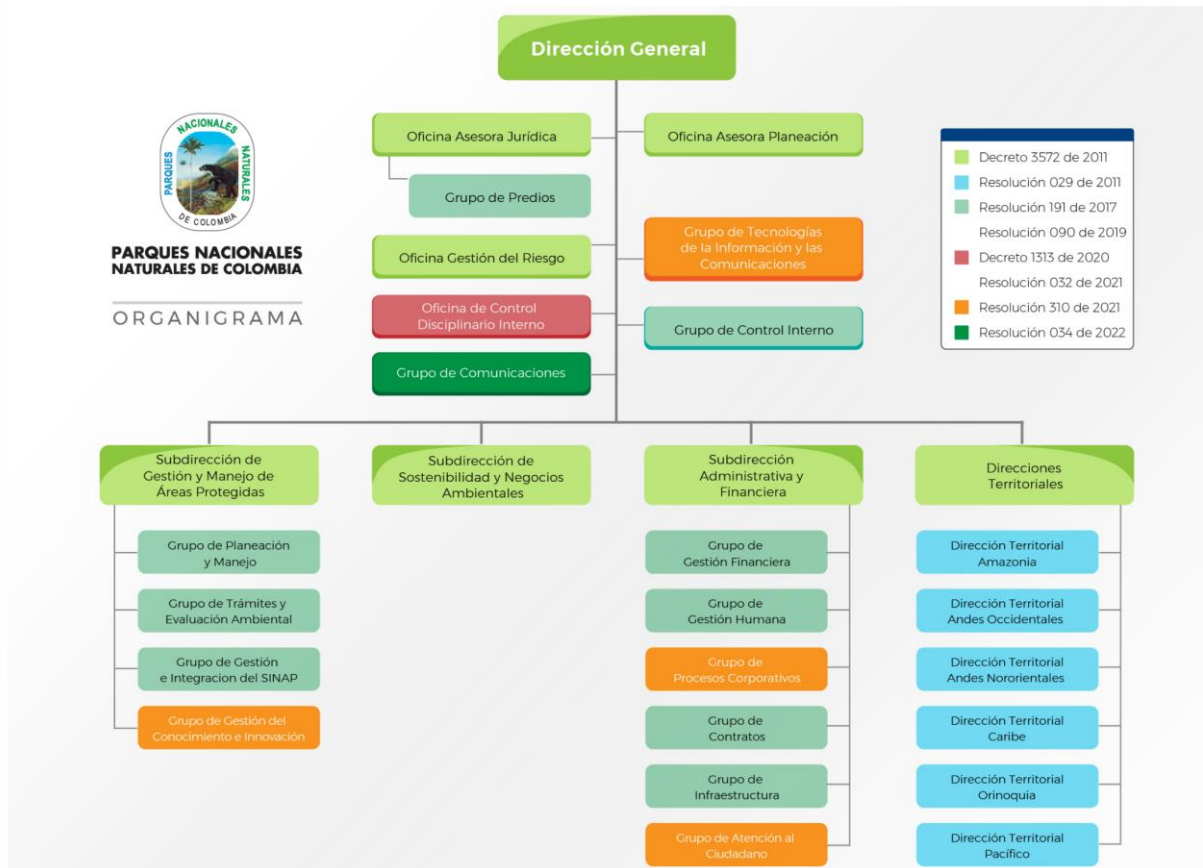 Dirección General
PARQUES
NACIONALES
NATURALES
DE COLOMBIA
PARQUES NACIONALES
NATURALES DE COLOMBIA
ORGANIGRAMA
Oficina Asesora Jurídica
Oficina Asesora Planeación
Grupo de Predios
Oficina Gestión del Riesgo
Grupo de Tecnologías
de la Información y las
Comunicaciones
Oficina de Control
Disciplinario Interno
Grupo de Control Interno
Grupo de Comunicaciones
Decreto 3572 de 2011
Resolución 029 de 2011
Resolución 191 de 2017
Resolución 090 de 2019
Decreto 1313 de 2020
Resolución 032 de 2021
Resolución 310 de 2021
Resolución 034 de 2022
Subdirección de
Gestión y Manejo de
Áreas Protegidas
Grupo de Planeación
y Manejo
Grupo de Trámites y
Evaluación Ambiental
Grupo de Gestión
e Integracion del SINAP
Grupo de Gestión del
Conocimiento e Innovación
Subdirección de
Sostenibilidad y Negocios
Ambientales
Subdirección
Administrativa y
Financiera
Grupo de
Gestión Financiera
Grupo de
Gestión Humana
Grupo de
Procesos Corporativos
Grupo de
Contratos
Grupo de
Infraestructura
Grupo de Atención al
Ciudadano
Direcciones
Territoriales
Dirección Territorial
Amazonia
Dirección Territorial
Andes Occidentales
Dirección Territorial
Andes Nororientales
Dirección Territorial
Caribe
Dirección Territorial
Orinoquia
Dirección Territorial
Pacífico